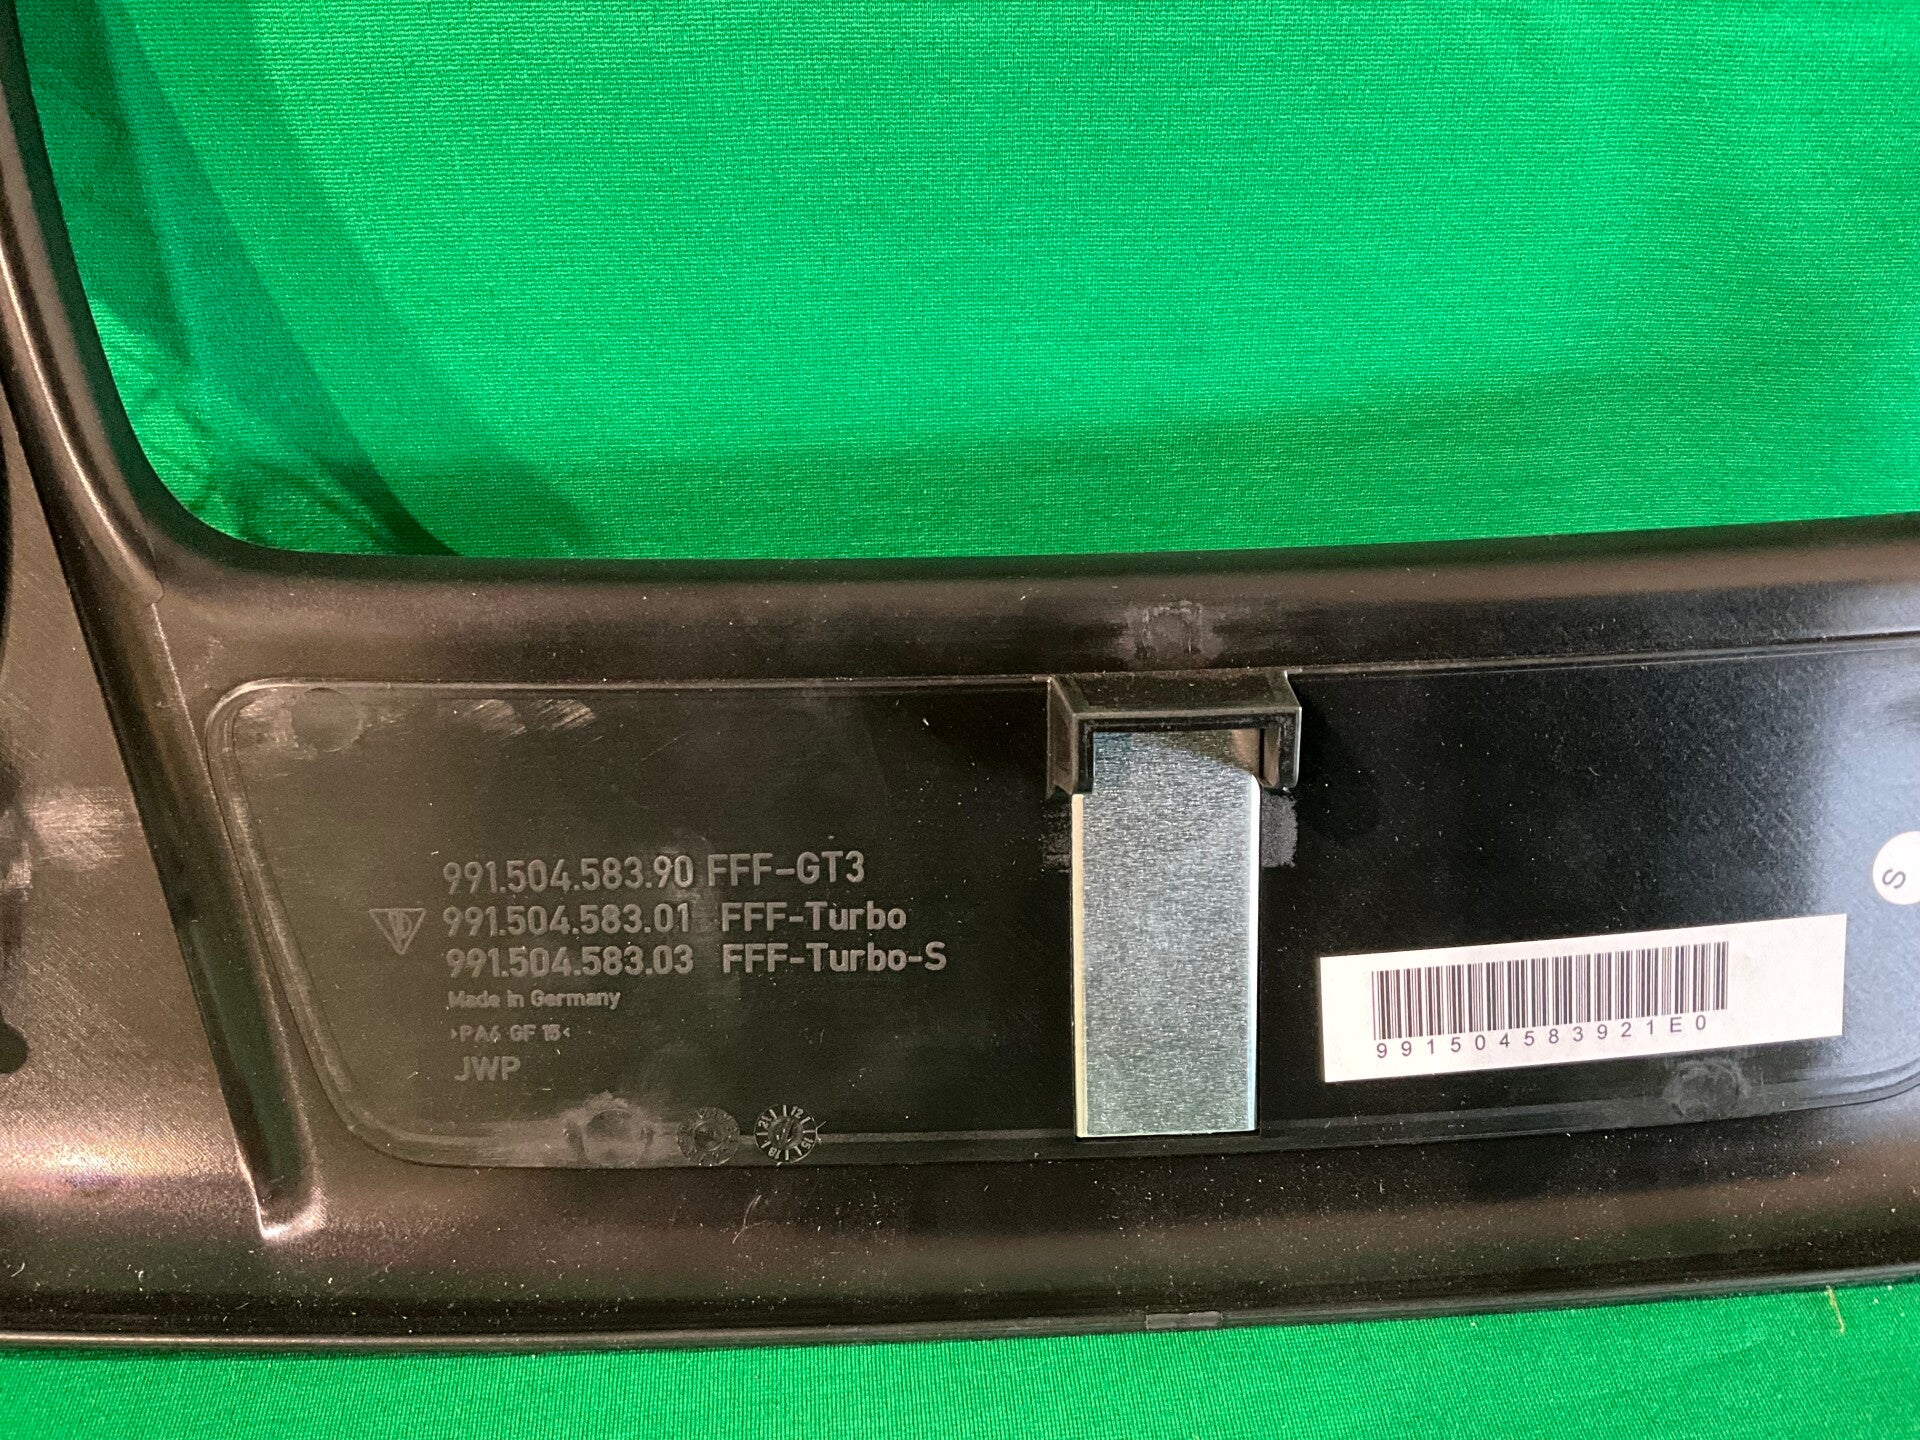 991.504.583.90 FFF-GT3
991.504.583.01 FFF-Turbo
991.504.583.03 FFF-Turbo-S
Made in Germany
>PA6 GF 15<
JWP
991504583921E0
S